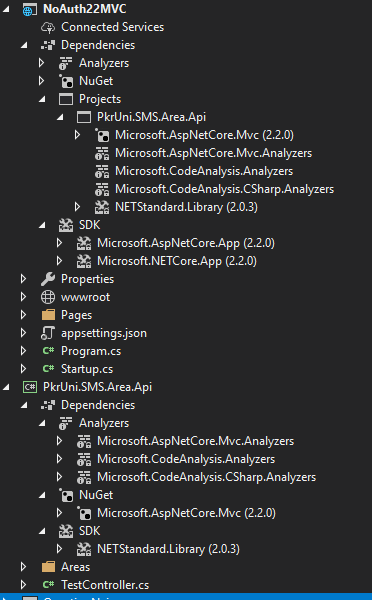 NoAuth22MVC
Connected Services
Dependencies
Analyzers
NuGet
Projects
PkrUni.SMS.Area.Api
Microsoft.AspNetCore.Mvc (2.2.0)
Microsoft.AspNetCore.Mvc.Analyzers
Microsoft.CodeAnalysis.Analyzers
Microsoft.CodeAnalysis.CSharp.Analyzers
NETStandard.Library (2.0.3)
SDK
Microsoft.AspNetCore.App (2.2.0)
Microsoft.NETCore.App (2.2.0)
Properties
wwwroot
Pages
appsettings.json
C# Program.cs
C# Startup.cs
C# PkrUni.SMS.Area.Api
Dependencies
Analyzers
Microsoft.AspNetCore.Mvc.Analyzers
Microsoft.CodeAnalysis.Analyzers
Microsoft.CodeAnalysis.CSharp.Analyzers
NuGet
Microsoft.AspNetCore.Mvc (2.2.0)
SDK
NETStandard.Library (2.0.3)
Areas
C# TestController.cs